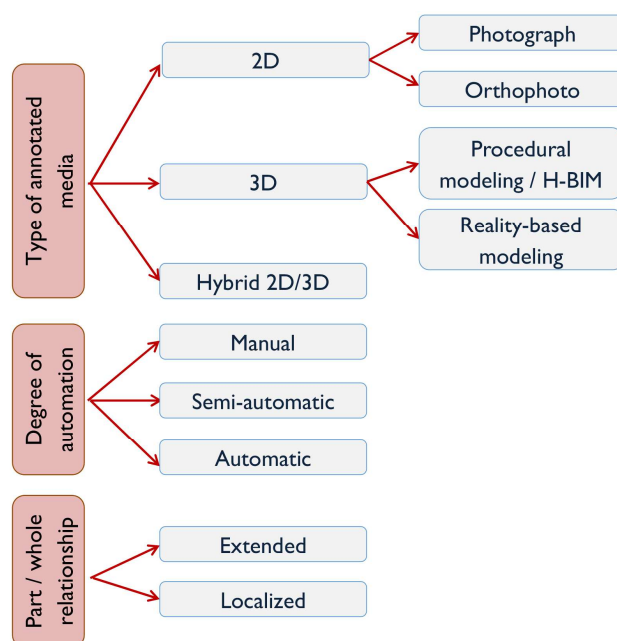 Type of annotated
media
2D
Photograph
Orthophoto
3D
Procedural
modeling / H-BIM
Reality-based
modeling
Hybrid 2D/3D
Degree of
automation
Manual
Semi-automatic
Automatic
Part / whole
relationship
Extended
Localized